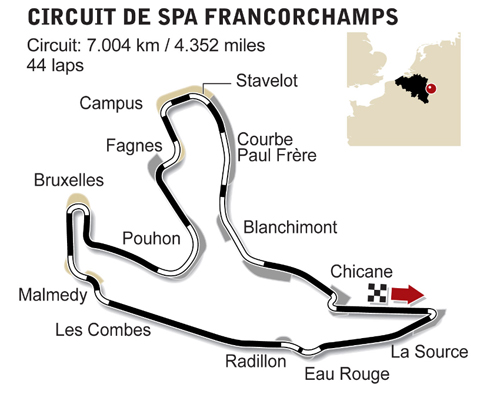 CIRCUIT DE SPA FRANCORCHAMPS
Circuit: 7.004 km / 4.352 miles
44 laps
Stavelot
Campus
Fagnes
Courbe
Paul Frère
Bruxelles
Blanchimont
Pouhon
Chicane
Malmedy
Les Combes
La Source
Radillon
Eau Rouge